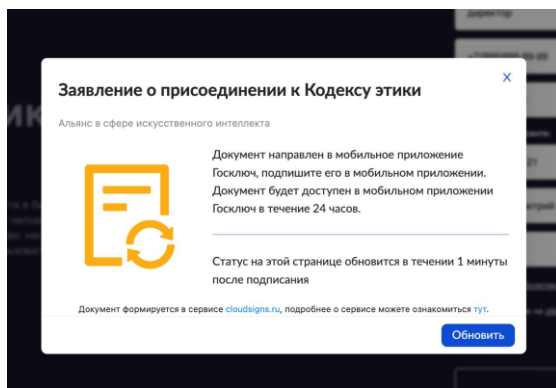 директор
Заявление о присоединении к Кодексу этики
X
Альянс в сфере искусственного интеллекта
Документ направлен в мобильное приложение
Госключ, подпишите его в мобильном приложении.
Документ будет доступен в мобильном приложении
Госключ в течение 24 часов.
Статус на этой странице обновится в течении 1 минуты
после подписания
Документ формируется в сервисе cloudsigns.ru, подробнее о сервисе можете ознакомиться тут.
Обновить